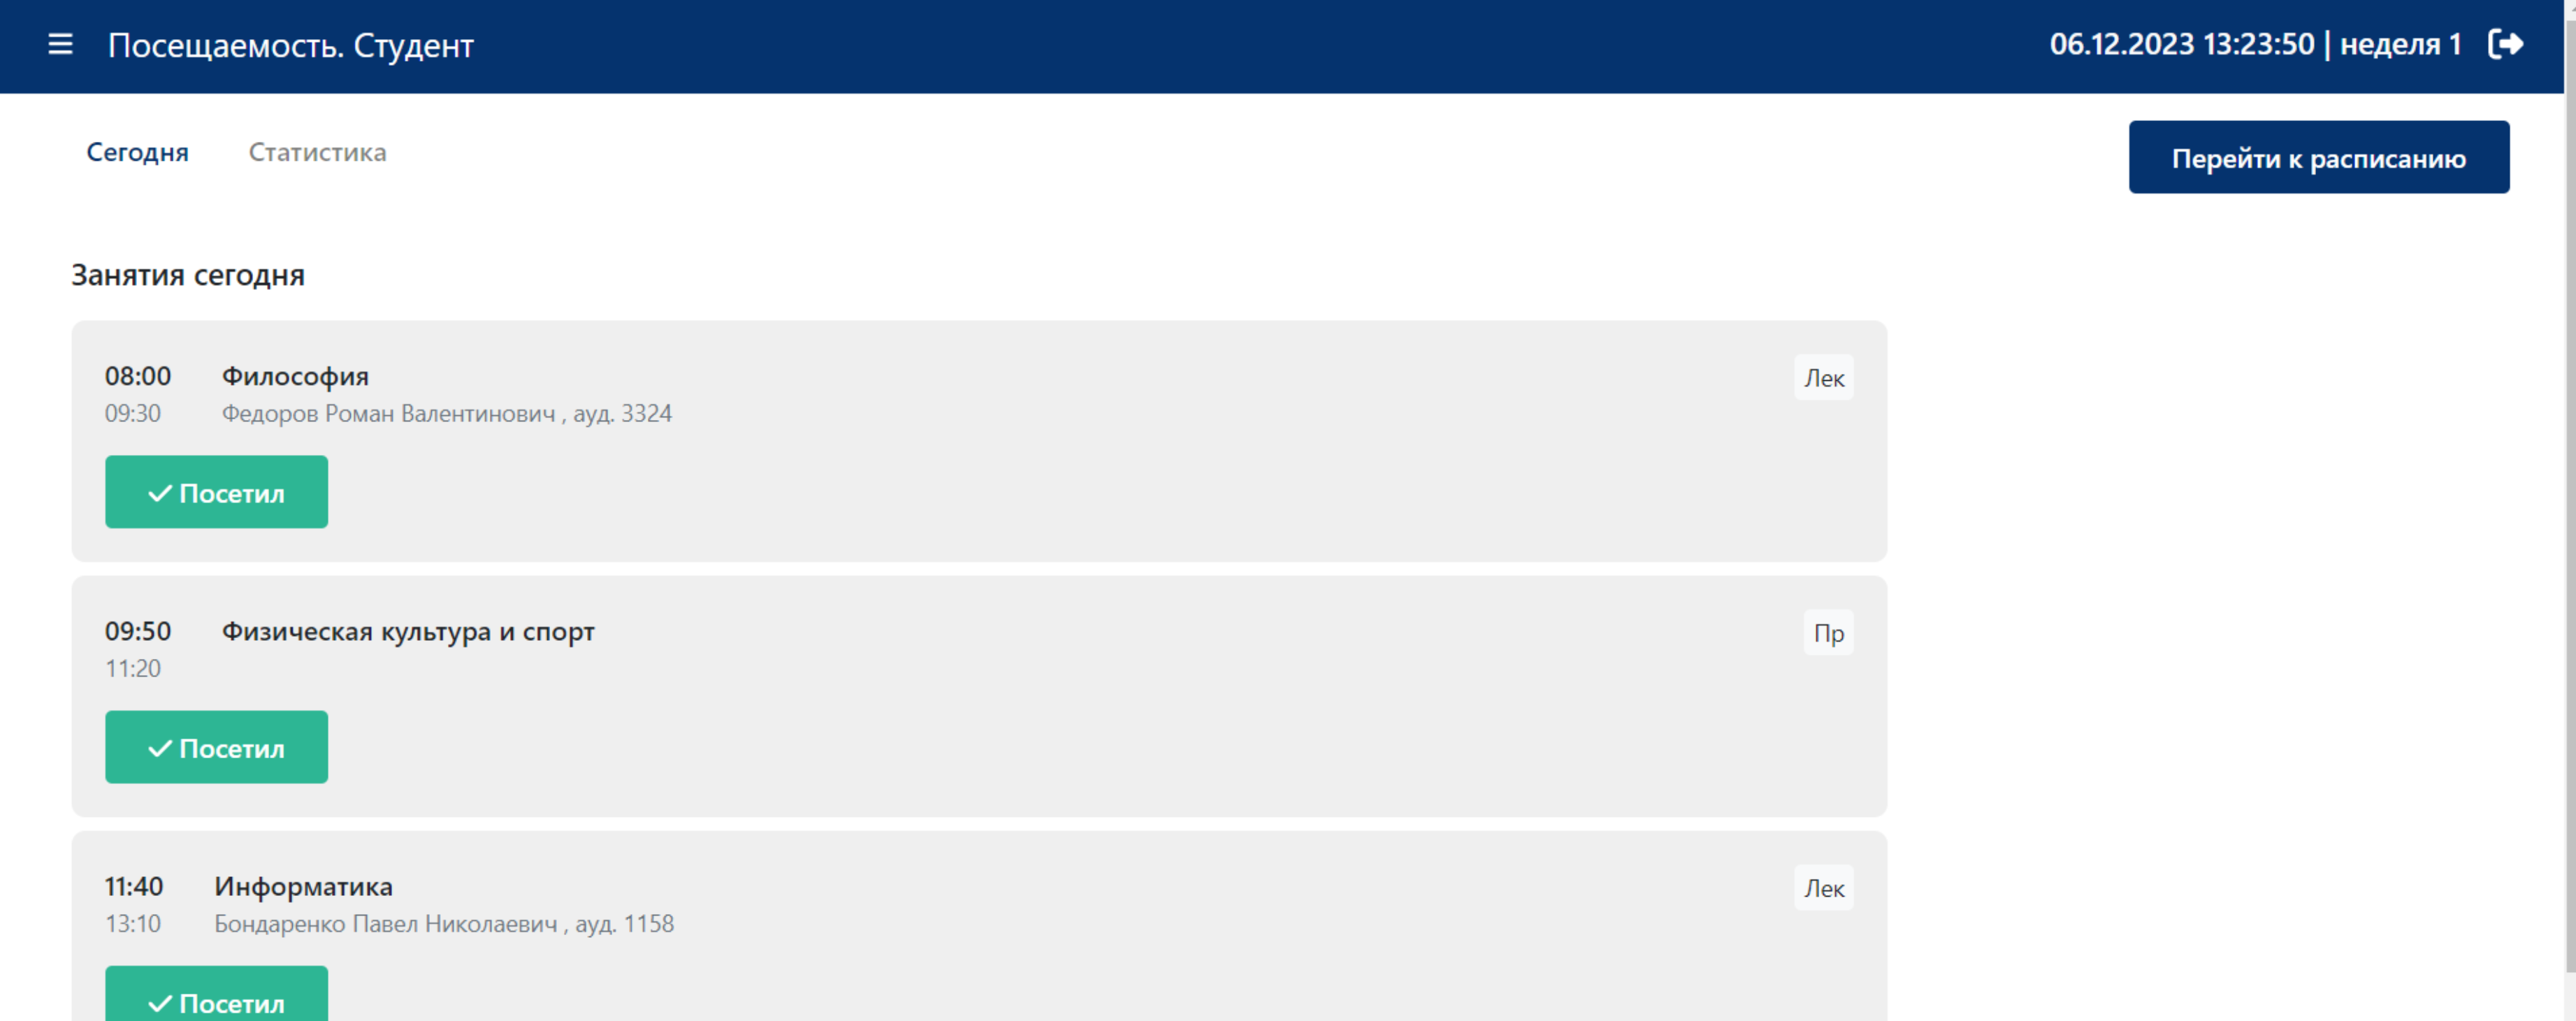 Посещаемость. Студент
06.12.2023 13:23:50 | неделя 1
Сегодня
Статистика
Перейти к расписанию
Занятия сегодня
08:00 Философия
Лек
09:30 Федоров Роман Валентинович , ауд. 3324
Посетил
09:50 Физическая культура и спорт
Пр
11:20
Посетил
11:40 Информатика
Лек
13:10 Бондаренко Павел Николаевич , ауд. 1158
Посетил